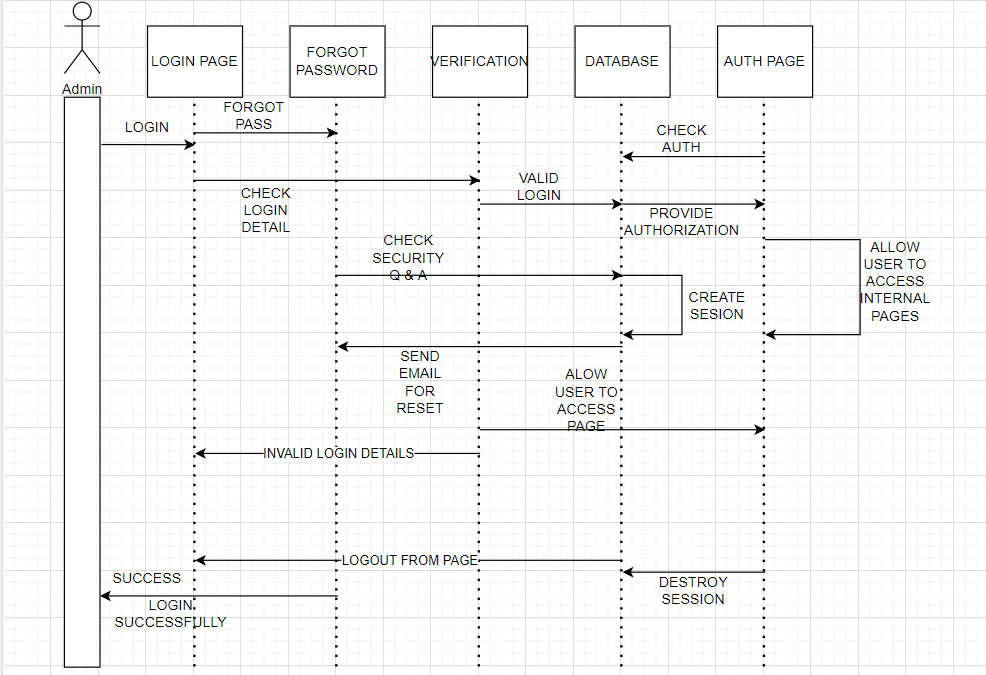 Admin
LOGIN PAGE
FORGOT
PASSWORD
VERIFICATION
DATABASE
AUTH PAGE
FORGOT
PASS
LOGIN
CHECK
AUTH
CHECK
LOGIN
DETAIL
VALID
LOGIN
PROVIDE
AUTHORIZATION
CHECK
SECURITY
Q & A
ALLOW
USER TO
ACCESS
INTERNAL
PAGES
CREATE
SESION
SEND
EMAIL
FOR
RESET
ALOW
USER TO
ACCESS
PAGE
INVALID LOGIN DETAILS
LOGOUT FROM PAGE
DESTROY
SESSION
SUCCESS
LOGIN
SUCCESSFULLY